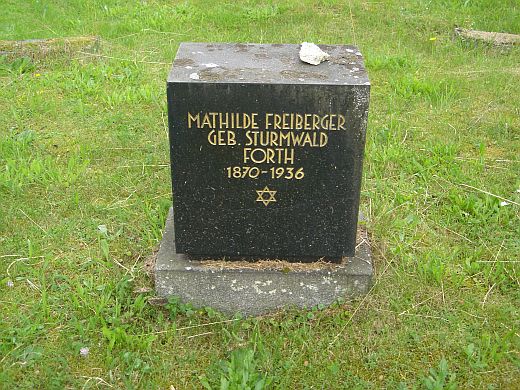 MATHILDE FREIBERGER
GEB. STURMWALD
FORTH
1870-1936